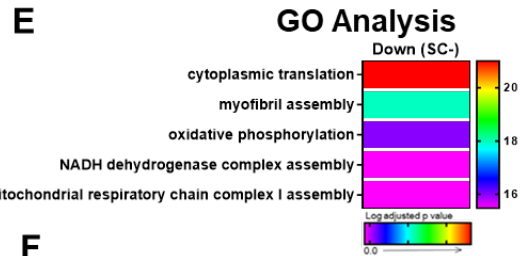 E
GO Analysis
Down (SC-)
cytoplasmic translation
myofibril assembly
oxidative phosphorylation
NADH dehydrogenase complex assembly
itochondrial respiratory chain complex I assembly
20
18
16
Log adjusted p value
0.0
F